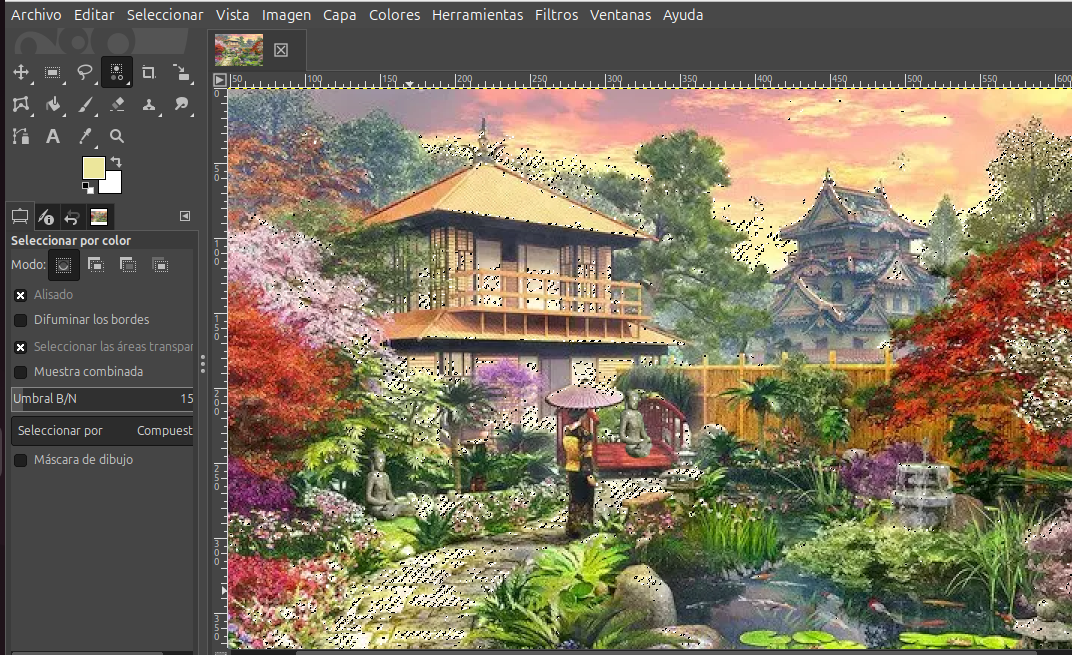 Archivo Editar Seleccionar Vista Imagen Capa Colores Herramientas Filtros Ventanas Ayuda
50 100 150 200 250 300 350 400 450 500 550 600
0
50
100
150
200
250
300
350
Seleccionar por color
Modo:
Alisado
Difuminar los bordes
Seleccionar las áreas transpar
Muestra combinada
Umbral B/N 15
Seleccionar por Compuest
Máscara de dibujo